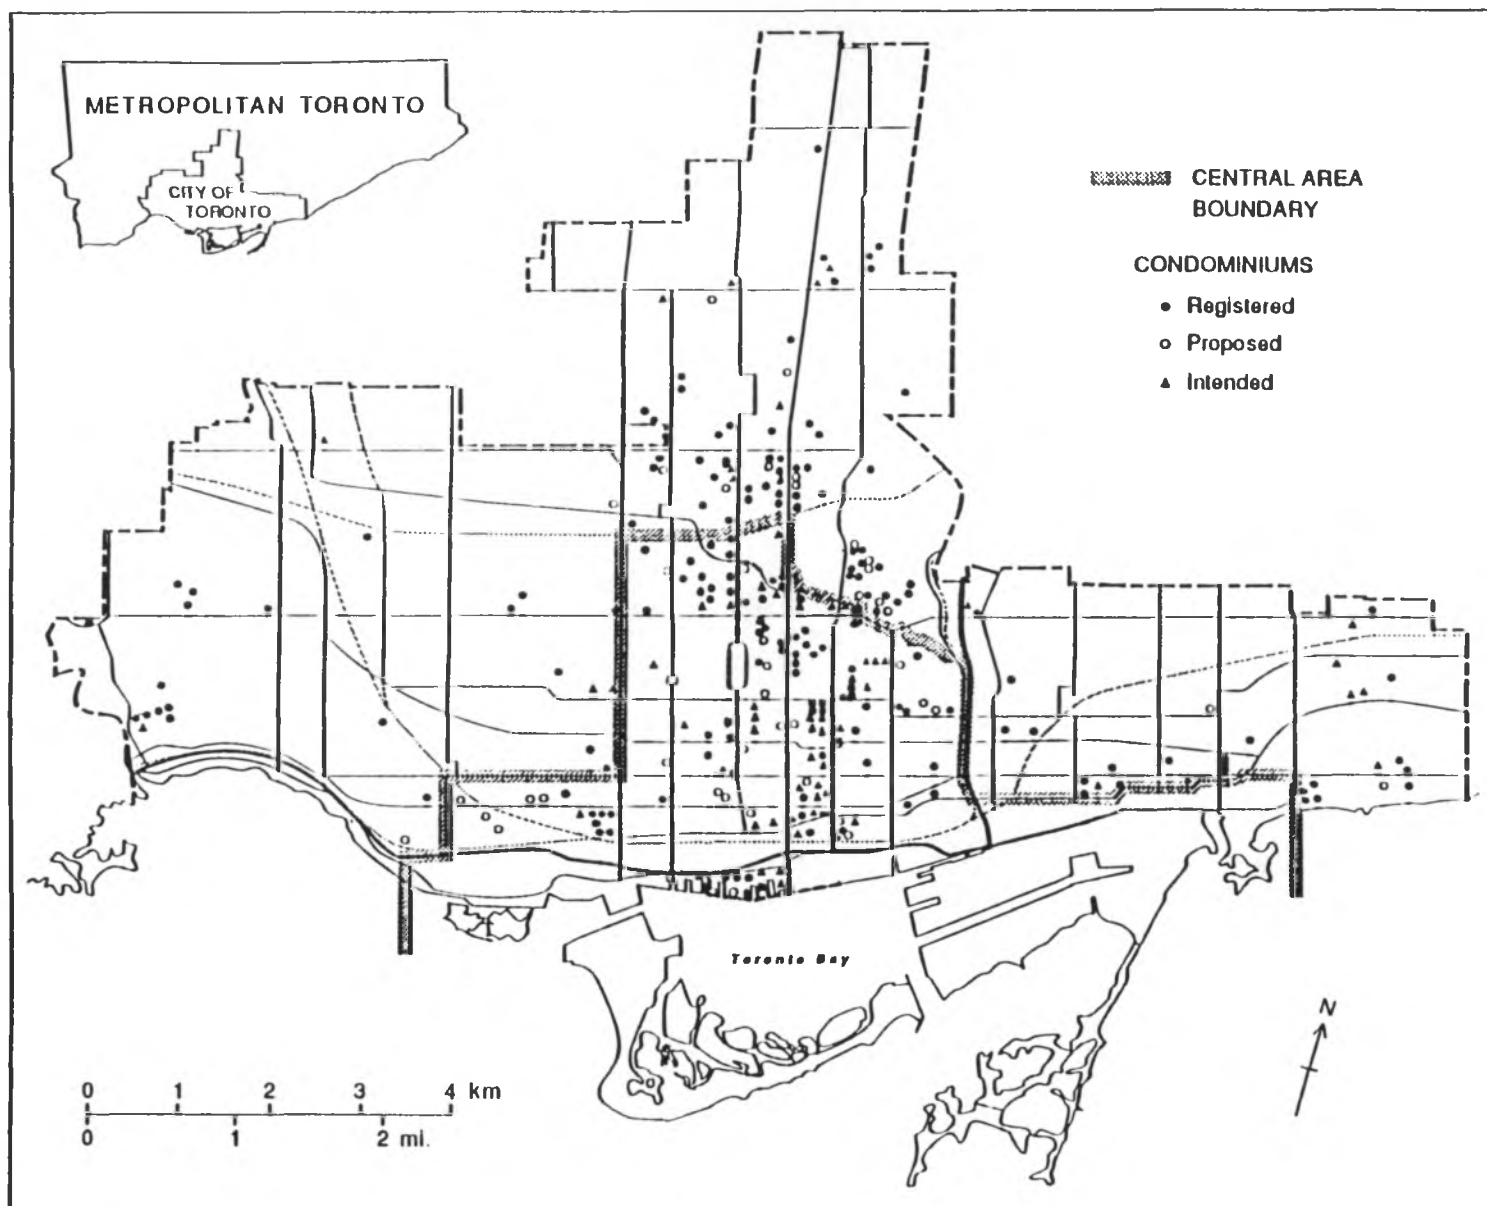 METROPOLITAN TORONTO
CITY OF
TORONTO
CENTRAL AREA
BOUNDARY
CONDOMINIUMS
Registered
Proposed
Intended
Toronto Bay
N
0 1 2 3 4 km
0 1 2 mi.